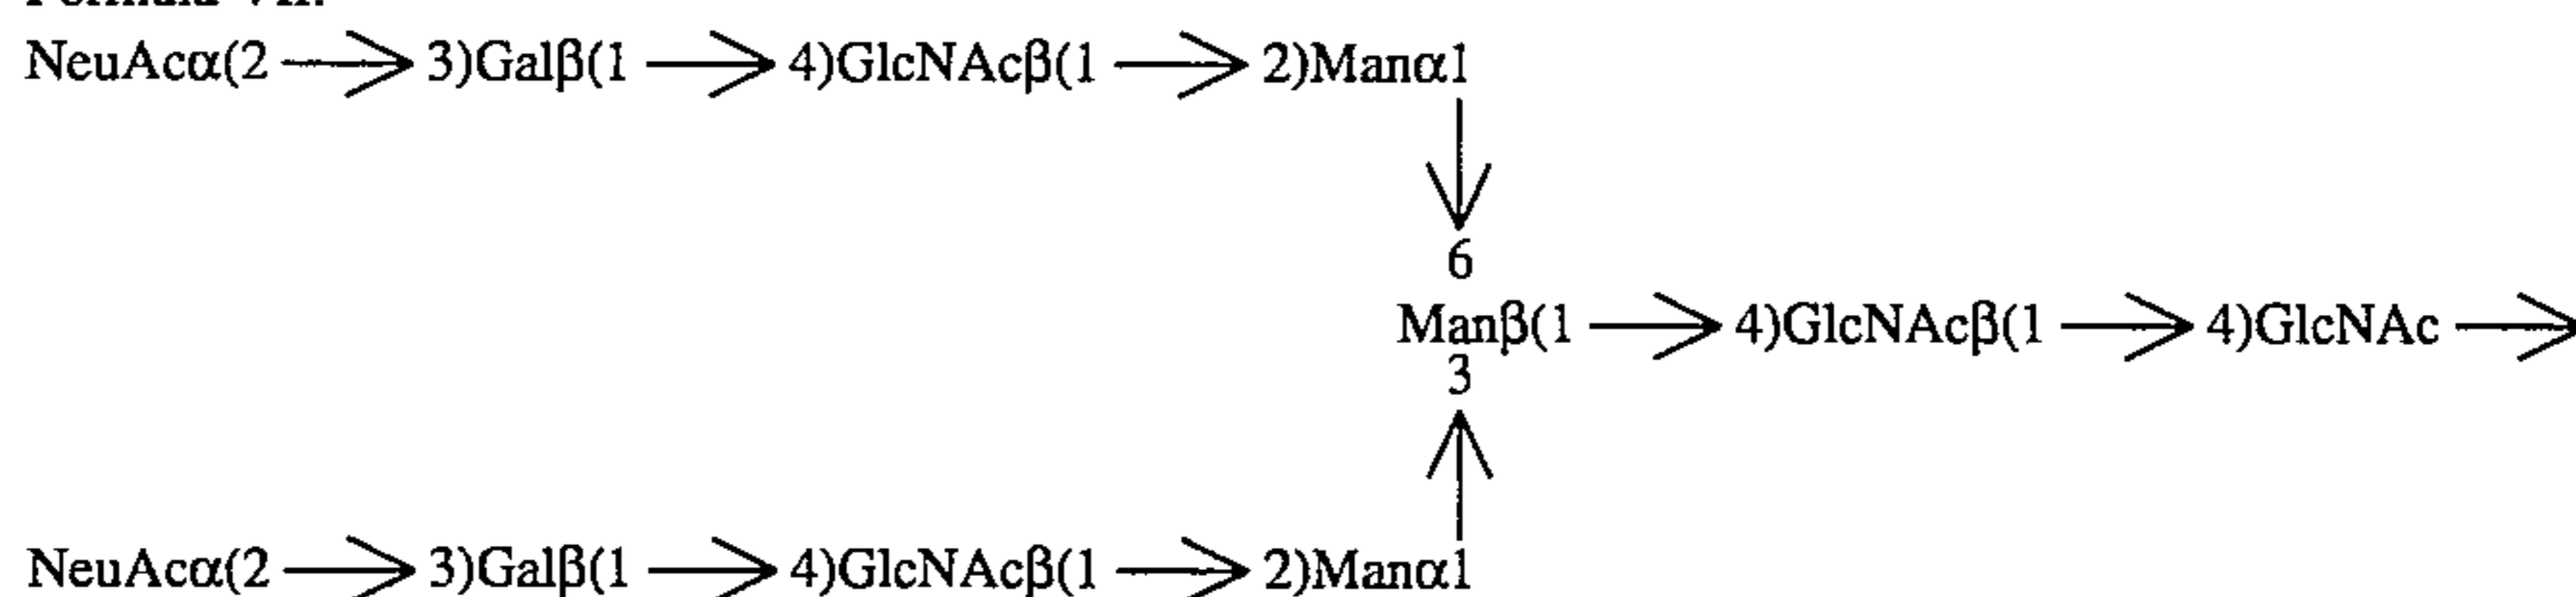 NeuAcα(2 ⟶ 3)Galβ(1 ⟶ 4)GlcNAcβ(1 ⟶ 2)Manα1
6
Manβ(1 ⟶ 4)GlcNAcβ(1 ⟶ 4)GlcNAc ⟶
3
NeuAcα(2 ⟶ 3)Galβ(1 ⟶ 4)GlcNAcβ(1 ⟶ 2)Manα1